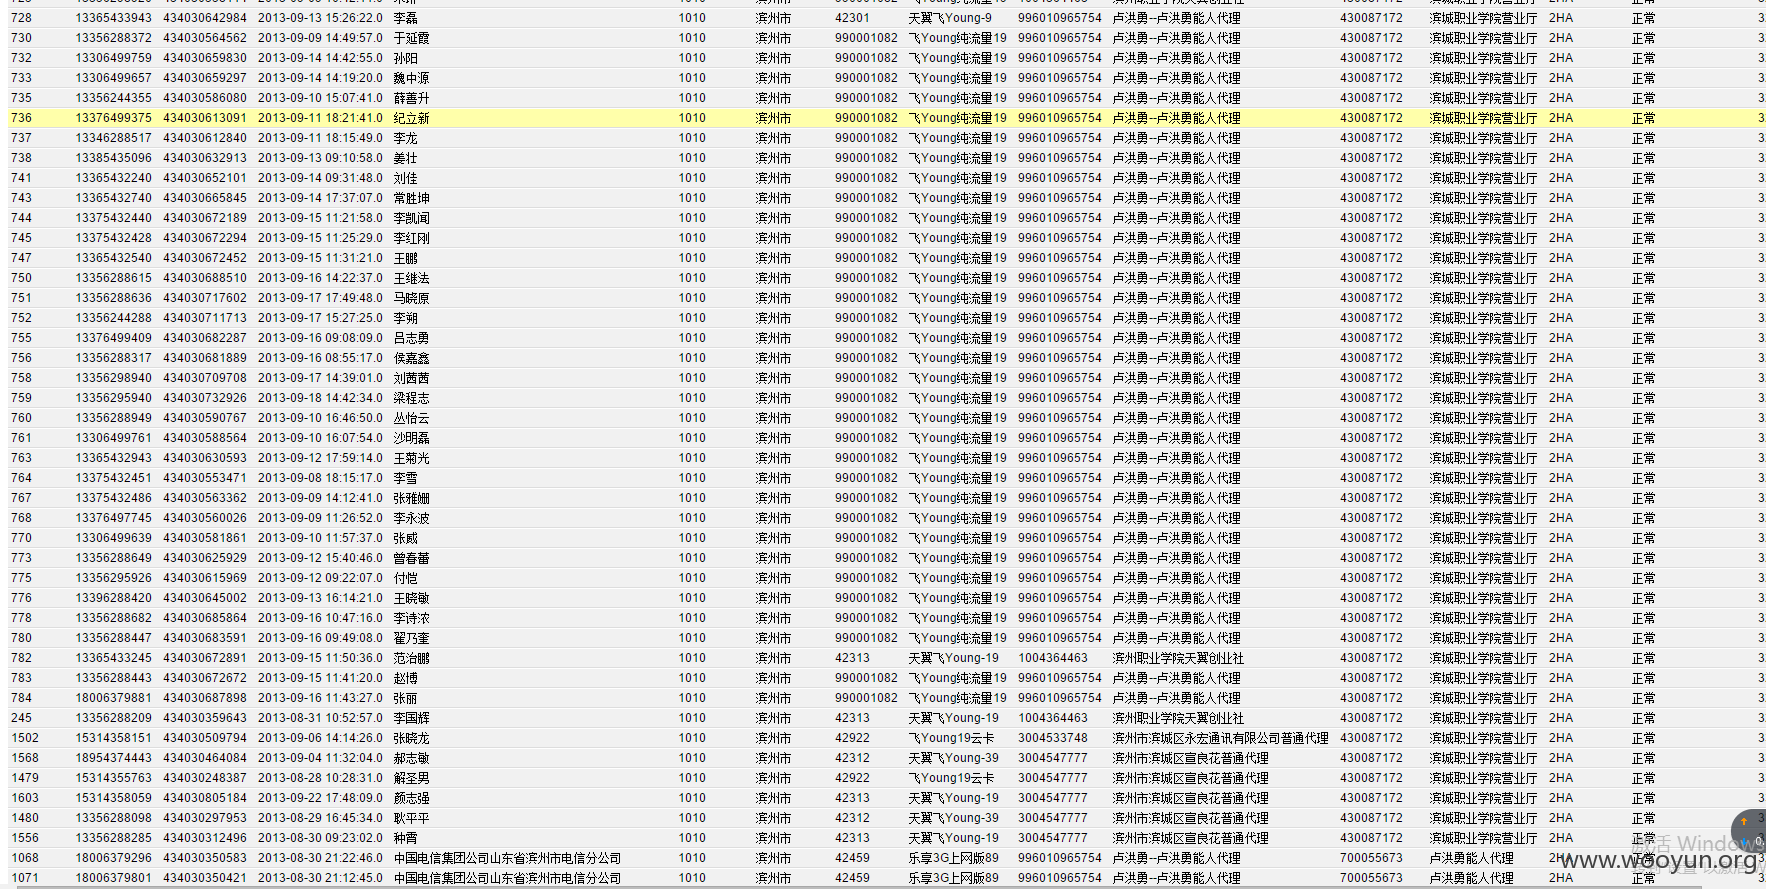 728 13365433943 434030642984 2013-09-13 15:26:22.0 李磊 1010 滨州市 42301 天翼飞Young-9 996010965754 卢洪勇--卢洪勇能人代理 430087172 滨城职业学院营业厅 2HA 正常
730 13356288372 434030564562 2013-09-09 14:49:57.0 于延霞 1010 滨州市 990001082 飞Young纯流量19 996010965754 卢洪勇--卢洪勇能人代理 430087172 滨城职业学院营业厅 2HA 正常
732 13306499759 434030659830 2013-09-14 14:42:55.0 孙阳 1010 滨州市 990001082 飞Young纯流量19 996010965754 卢洪勇--卢洪勇能人代理 430087172 滨城职业学院营业厅 2HA 正常
733 13306499657 434030659297 2013-09-14 14:19:20.0 魏中源 1010 滨州市 990001082 飞Young纯流量19 996010965754 卢洪勇--卢洪勇能人代理 430087172 滨城职业学院营业厅 2HA 正常
735 13356244355 434030586080 2013-09-10 15:07:41.0 薛善升 1010 滨州市 990001082 飞Young纯流量19 996010965754 卢洪勇--卢洪勇能人代理 430087172 滨城职业学院营业厅 2HA 正常
736 13376499375 434030613091 2013-09-11 18:21:41.0 纪立新 1010 滨州市 990001082 飞Young纯流量19 996010965754 卢洪勇--卢洪勇能人代理 430087172 滨城职业学院营业厅 2HA 正常
737 13346288517 434030612840 2013-09-11 18:15:49.0 李龙 1010 滨州市 990001082 飞Young纯流量19 996010965754 卢洪勇--卢洪勇能人代理 430087172 滨城职业学院营业厅 2HA 正常
738 13385435096 434030632913 2013-09-13 09:10:58.0 姜壮 1010 滨州市 990001082 飞Young纯流量19 996010965754 卢洪勇--卢洪勇能人代理 430087172 滨城职业学院营业厅 2HA 正常
741 13365432240 434030652101 2013-09-14 09:31:48.0 刘佳 1010 滨州市 990001082 飞Young纯流量19 996010965754 卢洪勇--卢洪勇能人代理 430087172 滨城职业学院营业厅 2HA 正常
743 13365432740 434030665845 2013-09-14 17:37:07.0 常胜坤 1010 滨州市 990001082 飞Young纯流量19 996010965754 卢洪勇--卢洪勇能人代理 430087172 滨城职业学院营业厅 2HA 正常
744 13375432440 434030672189 2013-09-15 11:21:58.0 李凯闻 1010 滨州市 990001082 飞Young纯流量19 996010965754 卢洪勇--卢洪勇能人代理 430087172 滨城职业学院营业厅 2HA 正常
745 13375432428 434030672294 2013-09-15 11:25:29.0 李红刚 1010 滨州市 990001082 飞Young纯流量19 996010965754 卢洪勇--卢洪勇能人代理 430087172 滨城职业学院营业厅 2HA 正常
747 13365432540 434030672452 2013-09-15 11:31:21.0 王鹏 1010 滨州市 990001082 飞Young纯流量19 996010965754 卢洪勇--卢洪勇能人代理 430087172 滨城职业学院营业厅 2HA 正常
750 13356288615 434030688510 2013-09-16 14:22:37.0 王继法 1010 滨州市 990001082 飞Young纯流量19 996010965754 卢洪勇--卢洪勇能人代理 430087172 滨城职业学院营业厅 2HA 正常
751 13356288636 434030717602 2013-09-17 17:49:48.0 马晓原 1010 滨州市 990001082 飞Young纯流量19 996010965754 卢洪勇--卢洪勇能人代理 430087172 滨城职业学院营业厅 2HA 正常
752 13356244288 434030711713 2013-09-17 15:27:25.0 李朔 1010 滨州市 990001082 飞Young纯流量19 996010965754 卢洪勇--卢洪勇能人代理 430087172 滨城职业学院营业厅 2HA 正常
755 13376499409 434030682287 2013-09-16 09:08:09.0 吕志勇 1010 滨州市 990001082 飞Young纯流量19 996010965754 卢洪勇--卢洪勇能人代理 430087172 滨城职业学院营业厅 2HA 正常
756 13356288317 434030681889 2013-09-16 08:55:17.0 侯嘉鑫 1010 滨州市 990001082 飞Young纯流量19 996010965754 卢洪勇--卢洪勇能人代理 430087172 滨城职业学院营业厅 2HA 正常
758 13356298940 434030709708 2013-09-17 14:39:01.0 刘茜茜 1010 滨州市 990001082 飞Young纯流量19 996010965754 卢洪勇--卢洪勇能人代理 430087172 滨城职业学院营业厅 2HA 正常
759 13356295940 434030732926 2013-09-18 14:42:34.0 梁程志 1010 滨州市 990001082 飞Young纯流量19 996010965754 卢洪勇--卢洪勇能人代理 430087172 滨城职业学院营业厅 2HA 正常
760 13356288949 434030590767 2013-09-10 16:46:50.0 丛怡云 1010 滨州市 990001082 飞Young纯流量19 996010965754 卢洪勇--卢洪勇能人代理 430087172 滨城职业学院营业厅 2HA 正常
761 13306499761 434030588564 2013-09-10 16:07:54.0 沙明磊 1010 滨州市 990001082 飞Young纯流量19 996010965754 卢洪勇--卢洪勇能人代理 430087172 滨城职业学院营业厅 2HA 正常
763 13365432943 434030630593 2013-09-12 17:59:14.0 王菊光 1010 滨州市 990001082 飞Young纯流量19 996010965754 卢洪勇--卢洪勇能人代理 430087172 滨城职业学院营业厅 2HA 正常
764 13375432451 434030553471 2013-09-08 18:15:17.0 李雪 1010 滨州市 990001082 飞Young纯流量19 996010965754 卢洪勇--卢洪勇能人代理 430087172 滨城职业学院营业厅 2HA 正常
767 13375432486 434030563362 2013-09-09 14:12:41.0 张雅姗 1010 滨州市 990001082 飞Young纯流量19 996010965754 卢洪勇--卢洪勇能人代理 430087172 滨城职业学院营业厅 2HA 正常
768 13376497745 434030560026 2013-09-09 11:26:52.0 李永波 1010 滨州市 990001082 飞Young纯流量19 996010965754 卢洪勇--卢洪勇能人代理 430087172 滨城职业学院营业厅 2HA 正常
770 13306499639 434030581861 2013-09-10 11:57:37.0 张威 1010 滨州市 990001082 飞Young纯流量19 996010965754 卢洪勇--卢洪勇能人代理 430087172 滨城职业学院营业厅 2HA 正常
773 13356288649 434030625929 2013-09-12 15:40:46.0 曾春蕾 1010 滨州市 990001082 飞Young纯流量19 996010965754 卢洪勇--卢洪勇能人代理 430087172 滨城职业学院营业厅 2HA 正常
775 13356295926 434030615969 2013-09-12 09:22:07.0 付恺 1010 滨州市 990001082 飞Young纯流量19 996010965754 卢洪勇--卢洪勇能人代理 430087172 滨城职业学院营业厅 2HA 正常
776 13396288420 434030645002 2013-09-13 16:14:21.0 王晓敏 1010 滨州市 990001082 飞Young纯流量19 996010965754 卢洪勇--卢洪勇能人代理 430087172 滨城职业学院营业厅 2HA 正常
778 13356288682 434030685864 2013-09-16 10:47:16.0 李诗浓 1010 滨州市 990001082 飞Young纯流量19 996010965754 卢洪勇--卢洪勇能人代理 430087172 滨城职业学院营业厅 2HA 正常
780 13356288447 434030683591 2013-09-16 09:49:08.0 翟乃奎 1010 滨州市 990001082 飞Young纯流量19 996010965754 卢洪勇--卢洪勇能人代理 430087172 滨城职业学院营业厅 2HA 正常
782 13365433245 434030672891 2013-09-15 11:50:36.0 范治鹏 1010 滨州市 42313 天翼飞Young-19 1004364463 滨州职业学院天翼创业社 430087172 滨城职业学院营业厅 2HA 正常
783 13356288443 434030672672 2013-09-15 11:41:20.0 赵博 1010 滨州市 990001082 飞Young纯流量19 996010965754 卢洪勇--卢洪勇能人代理 430087172 滨城职业学院营业厅 2HA 正常
784 18006379881 434030687898 2013-09-16 11:43:27.0 张丽 1010 滨州市 990001082 飞Young纯流量19 996010965754 卢洪勇--卢洪勇能人代理 430087172 滨城职业学院营业厅 2HA 正常
245 13356288209 434030359643 2013-08-31 10:52:57.0 李国辉 1010 滨州市 42313 天翼飞Young-19 1004364463 滨州职业学院天翼创业社 430087172 滨城职业学院营业厅 2HA 正常
1502 15314358151 434030509794 2013-09-06 14:14:26.0 张晓龙 1010 滨州市 42922 飞Young19云卡 3004533748 滨州市滨城区永宏通讯有限公司普通代理 430087172 滨城职业学院营业厅 2HA 正常
1568 18954374443 434030464084 2013-09-04 11:32:04.0 郝志敏 1010 滨州市 42312 天翼飞Young-39 3004547777 滨州市滨城区宣良花普通代理 430087172 滨城职业学院营业厅 2HA 正常
1479 15314355763 434030248387 2013-08-28 10:28:31.0 解圣男 1010 滨州市 42922 飞Young19云卡 3004547777 滨州市滨城区宣良花普通代理 430087172 滨城职业学院营业厅 2HA 正常
1603 15314358059 434030805184 2013-09-22 17:48:09.0 颜志强 1010 滨州市 42313 天翼飞Young-19 3004547777 滨州市滨城区宣良花普通代理 430087172 滨城职业学院营业厅 2HA 正常
1480 13356288098 434030297953 2013-08-29 16:45:34.0 耿平平 1010 滨州市 42312 天翼飞Young-39 3004547777 滨州市滨城区宣良花普通代理 430087172 滨城职业学院营业厅 2HA 正常
1556 13356288285 434030312496 2013-08-30 09:23:02.0 种霄 1010 滨州市 42313 天翼飞Young-19 3004547777 滨州市滨城区宣良花普通代理 430087172 滨城职业学院营业厅 2HA 正常
1068 18006379296 434030350583 2013-08-30 21:22:46.0 中国电信集团公司山东省滨州市电信分公司 1010 滨州市 42459 乐享3G上网版89 996010965754 卢洪勇--卢洪勇能人代理 700055673 卢洪勇能人代理
1071 18006379801 434030350421 2013-08-30 21:12:45.0 中国电信集团公司山东省滨州市电信分公司 1010 滨州市 42459 乐享3G上网版89 996010965754 卢洪勇--卢洪勇能人代理 700055673 卢洪勇能人代理 2HA 正常
激活 Windows
www.wooyun.org